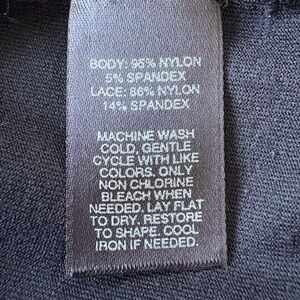 BODY: 95% NYLON
5% SPANDEX
LACE: 86% NYLON
14% SPANDEX
MACHINE WASH
COLD, GENTLE
CYCLE WITH LIKE
COLORS. ONLY
NON CHLORINE
BLEACH WHEN
NEEDED. LAY FLAT
TO DRY. RESTORE
TO SHAPE. COOL
IRON IF NEEDED.